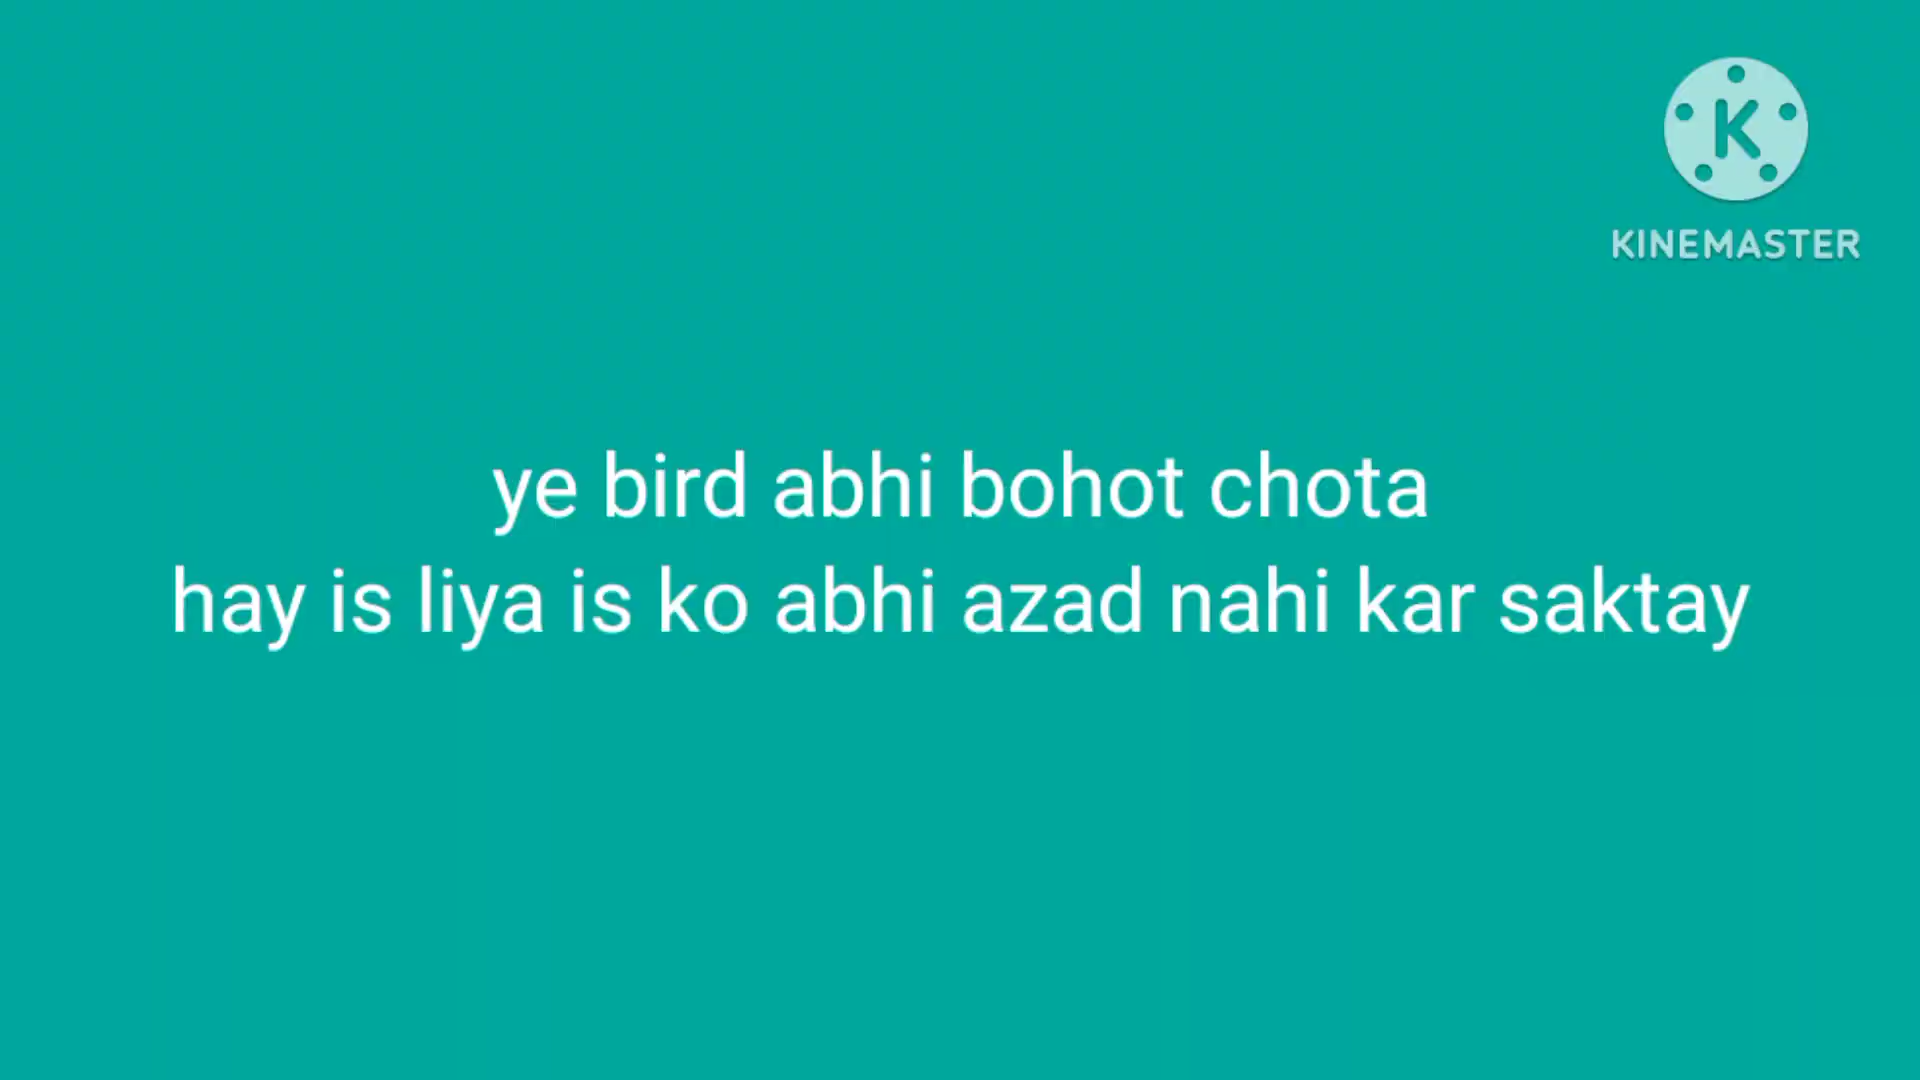 KINEMASTER
ye bird abhi bohot chota
hay is liya is ko abhi azad nahi kar saktay